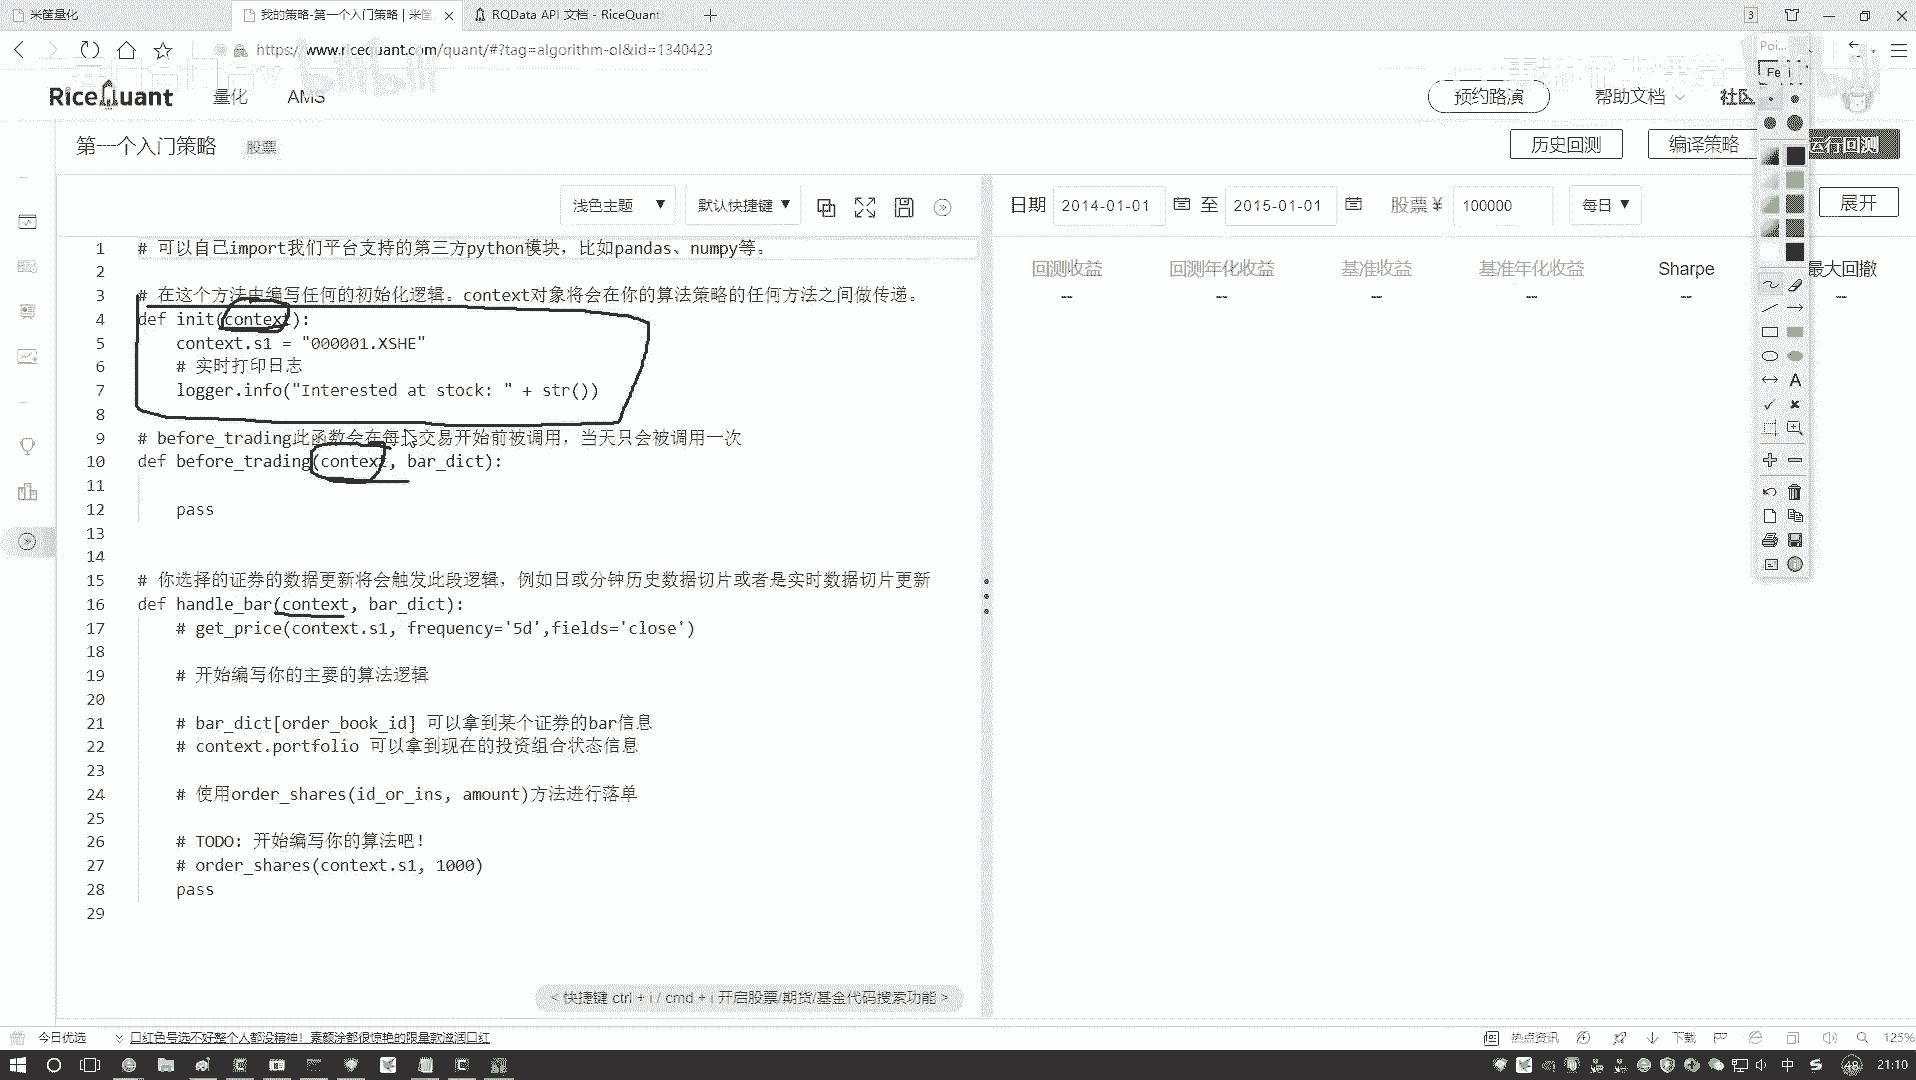 米筐量化
我的策略-第一个入门策略 | 米筐
RQData API 文档 - RiceQuant
3
https://www.ricequant.com/quant/#?tag=algorithm-ol&id=1340423
RiceQuant
量化
AMS
预约路演
帮助文档
社区
第一个入门策略
股票
历史回测
编译策略
运行回测
浅色主题
默认快捷键
日期
2014-01-01
至
2015-01-01
股票 ¥
100000
每日
展开
回测收益
回测年化收益
基准收益
基准年化收益
Sharpe
最大回撤
--
--
--
--
--
--
1 # 可以自己import我们平台支持的第三方python模块，比如pandas、numpy等。
2
3 # 在这个方法中编写任何的初始化逻辑。context对象将会在你的算法策略的任何方法之间做传递。
4 def init(context):
5 context.s1 = "000001.XSHE"
6 # 实时打印日志
7 logger.info("Interested at stock: " + str())
8
9 # before_trading此函数会在每天交易开始前被调用，当天只会被调用一次
10 def before_trading(context, bar_dict):
11
12 pass
13
14
15 # 你选择的证券的数据更新将会触发此段逻辑，例如日或分钟历史数据切片或者是实时数据切片更新
16 def handle_bar(context, bar_dict):
17 # get_price(context.s1, frequency='5d',fields='close')
18
19 # 开始编写你的主要的算法逻辑
20
21 # bar_dict[order_book_id] 可以拿到某个证券的bar信息
22 # context.portfolio 可以拿到现在的投资组合状态信息
23
24 # 使用order_shares(id_or_ins, amount)方法进行落单
25
26 # TODO: 开始编写你的算法吧！
27 # order_shares(context.s1, 1000)
28 pass
29
< 快捷键 ctrl + i / cmd + i 开启股票/期货/基金代码搜索功能 >
Poi...
A
今日优选
口红色号选不好整个人都没精神！素颜涂都很惊艳的限量款滋润口红
热点资讯
下载
125%
中
48
21:10